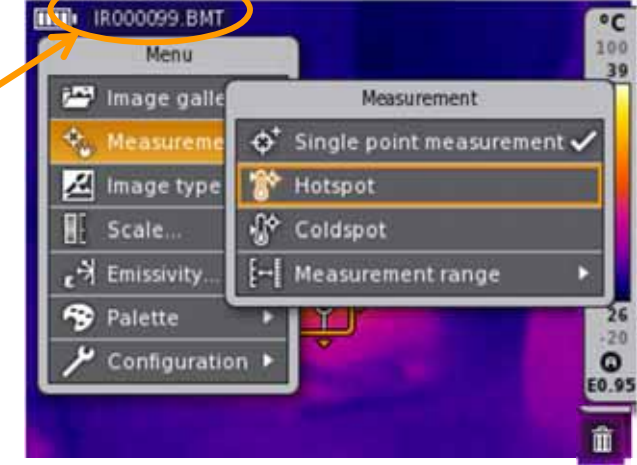 IR000099.BMT
°C
100
39
Menu
Image galle
Measureme
Image type
Scale...
Emissivity...
Palette
Configuration
Measurement
Single point measurement
Hotspot
Coldspot
Measurement range
26
-20
E0.95